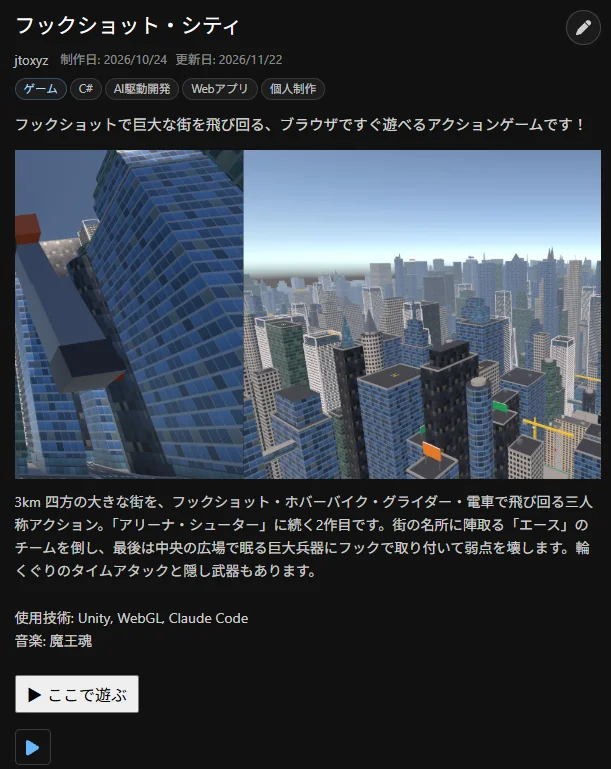 フックショット・シティ
jtoxyz 制作日: 2026/10/24 更新日: 2026/11/22
ゲーム C# AI駆動開発 Webアプリ 個人制作
フックショットで巨大な街を飛び回る、ブラウザですぐ遊べるアクションゲームです！
3km 四方の大きな街を、フックショット・ホバーバイク・グライダー・電車で飛び回る三人
称アクション。「アリーナ・シューター」に続く2作目です。街の名所に陣取る「エース」の
チームを倒し、最後は中央の広場で眠る巨大兵器にフックで取り付いて弱点を壊します。輪
くぐりのタイムアタックと隠し武器もあります。
使用技術: Unity, WebGL, Claude Code
音楽: 魔王魂
▶ ここで遊ぶ